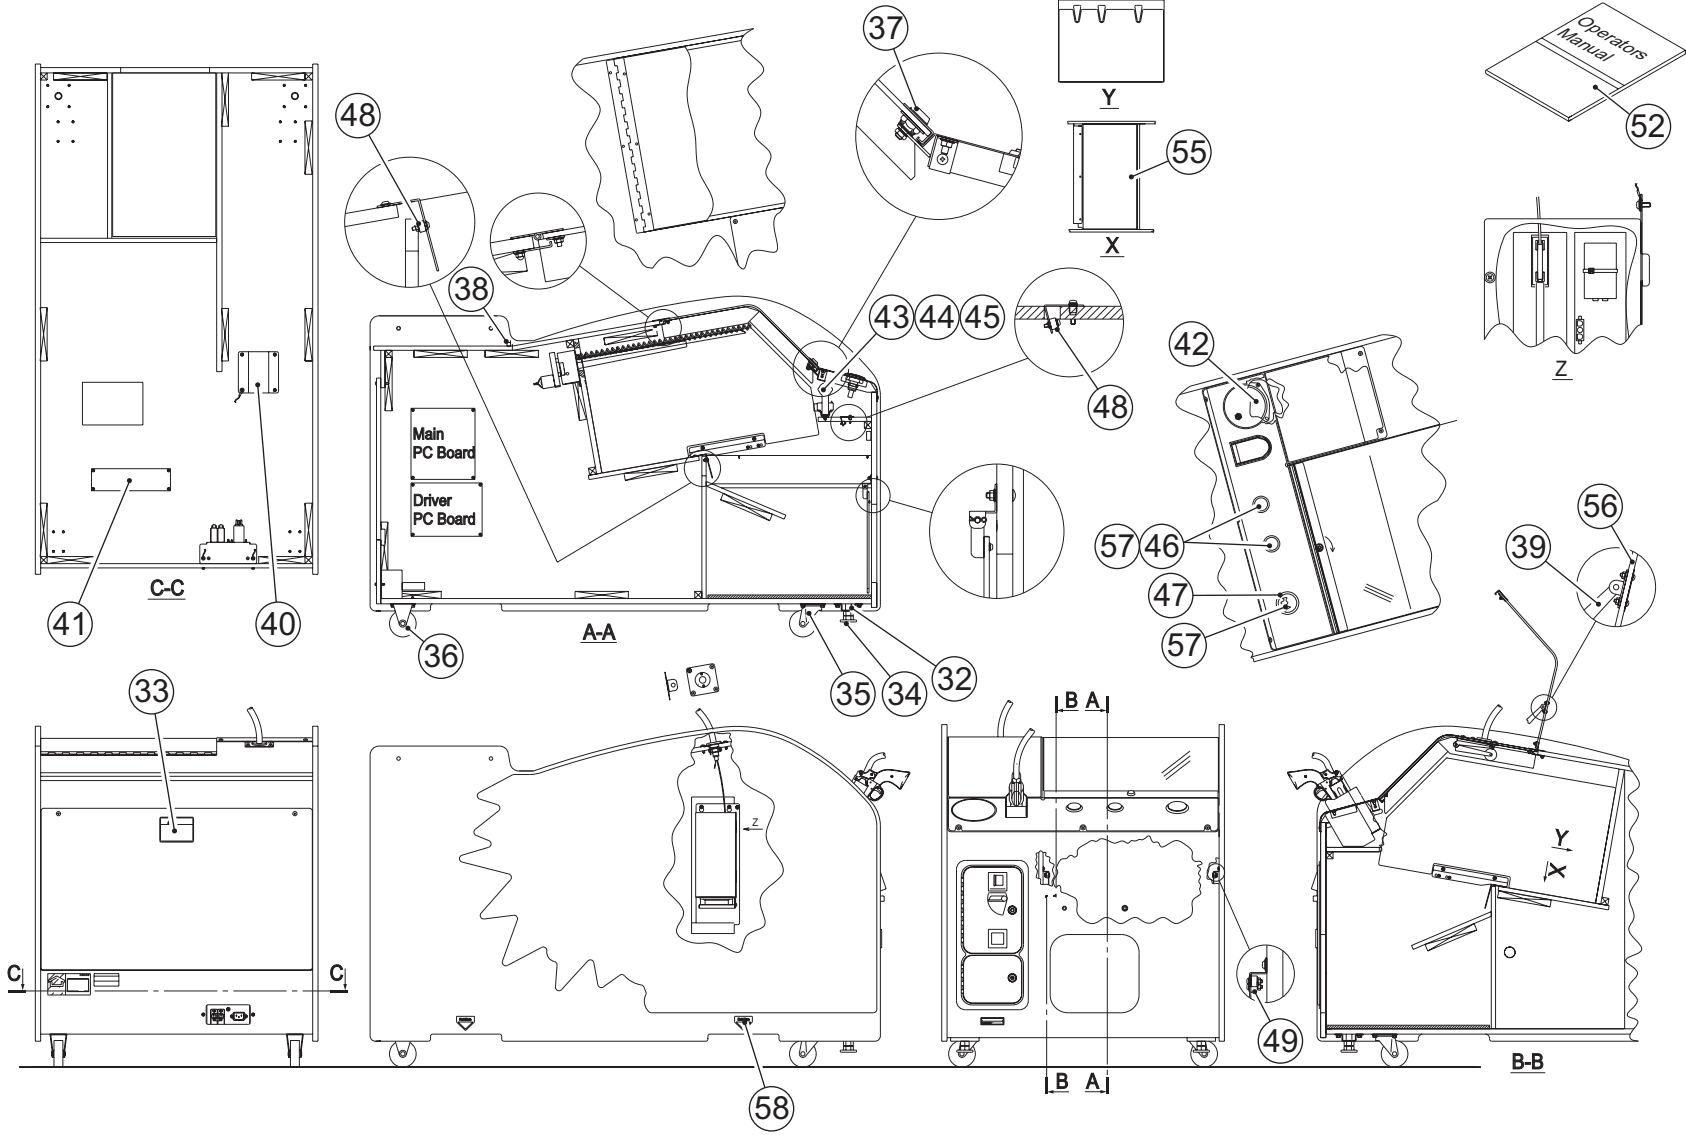 37
Y
Operators
Manual
52
48
55
X
38
43 44 45
42
Z
48
Main
PC Board
Driver
PC Board
57 46
56
39
47
57
C-C
41
40
A-A
36
35 34 32
33
B A
Z
Y
X
C C
49
B-B
B A
58